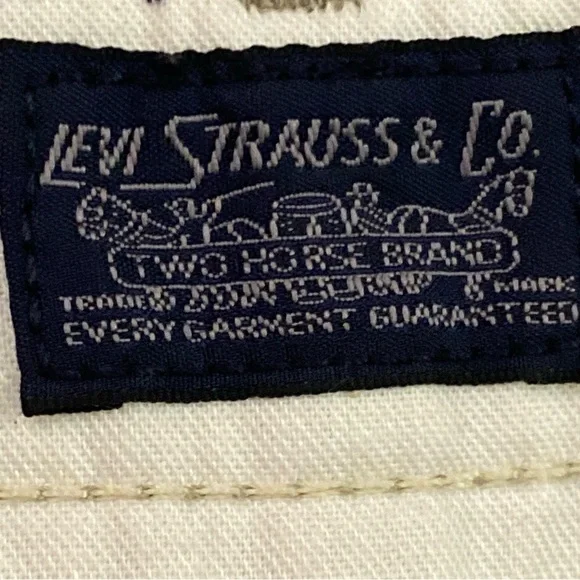 LEVI STRAUSS & CO.
TWO HORSE BRAND
TRADE MARK
EVERY GARMENT GUARANTEED